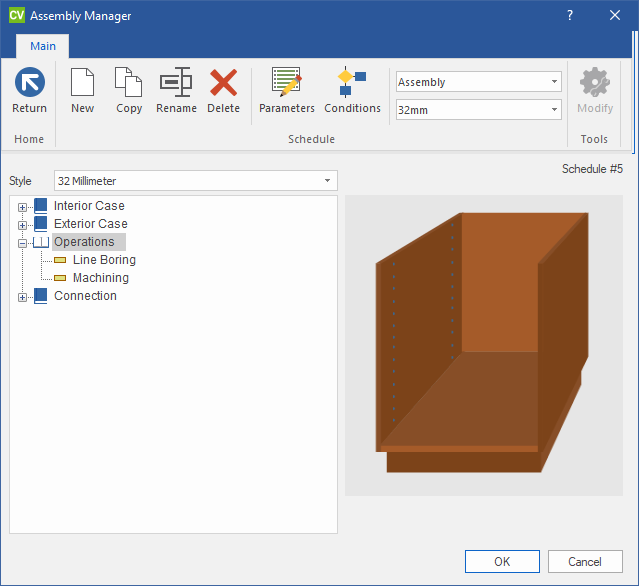 CV Assembly Manager ?
Main
Return New Copy Rename Delete Parameters Conditions Assembly 32mm Modify
Home Schedule Tools
Schedule #5
Style 32 Millimeter
Interior Case
Exterior Case
Operations
Line Boring
Machining
Connection
OK Cancel